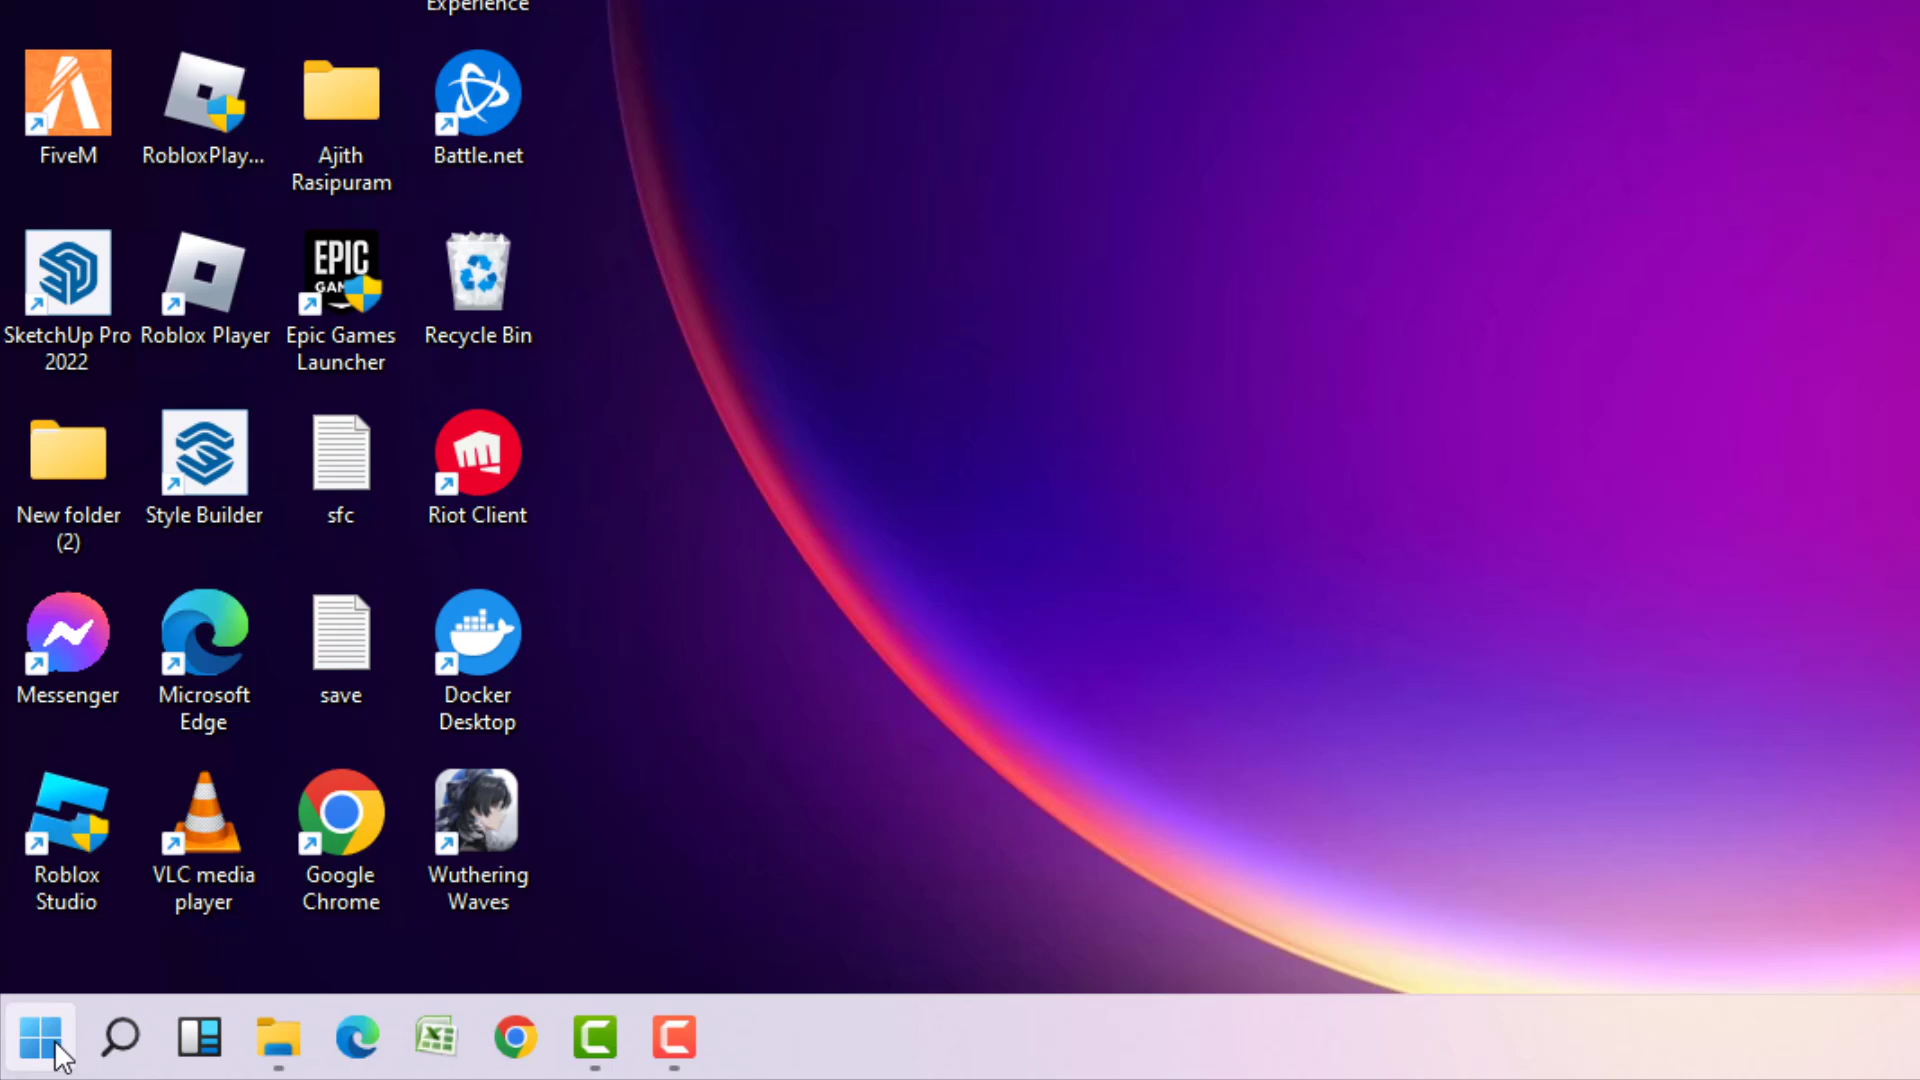 Experience
FiveM
RobloxPlay...
Ajith
Rasipuram
Battle.net
EPIC
GAM
SketchUp Pro
2022
Roblox Player
Epic Games
Launcher
Recycle Bin
New folder
(2)
Style Builder
sfc
Riot Client
Messenger
Microsoft
Edge
save
Docker
Desktop
Roblox
Studio
VLC media
player
Google
Chrome
Wuthering
Waves